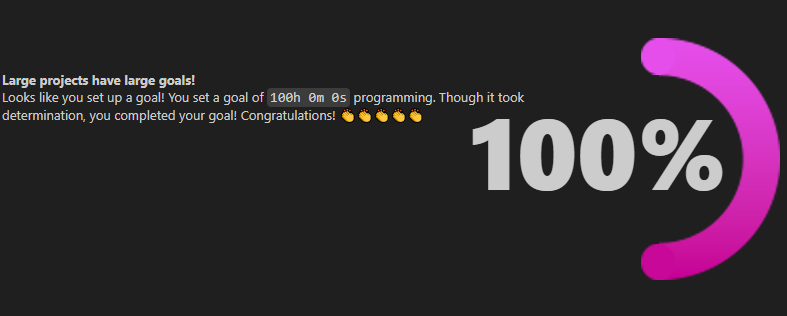 Large projects have large goals!
Looks like you set up a goal! You set a goal of 100h 0m 0s programming. Though it took
determination, you completed your goal! Congratulations! 👏👏👏👏👏
100%